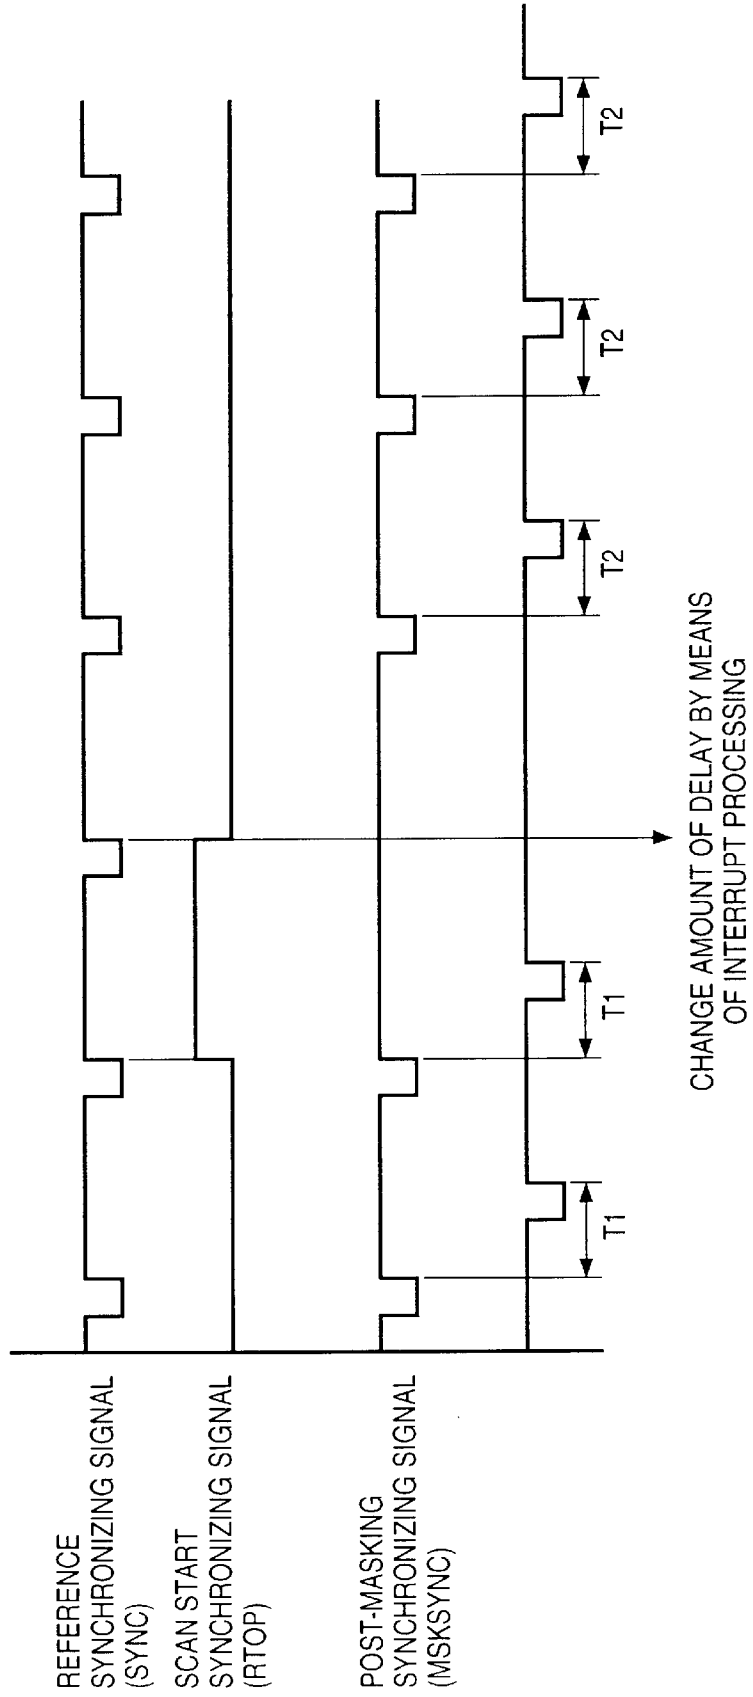 REFERENCE
SYNCHRONIZING SIGNAL
(SYNC)
SCAN START
SYNCHRONIZING SIGNAL
(RTOP)
POST-MASKING
SYNCHRONIZING SIGNAL
(MSKSYNC)
T1
T1
T2
T2
T2
CHANGE AMOUNT OF DELAY BY MEANS
OF INTERRUPT PROCESSING